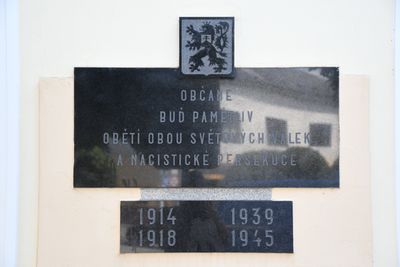 OBČANE
BUĎ PAMĚTLIV
OBĚTÍ OBOU SVĚTOVÝCH VÁLEK
A NACISTICKÉ PERSEKUCE
1914 1939
1918 1945